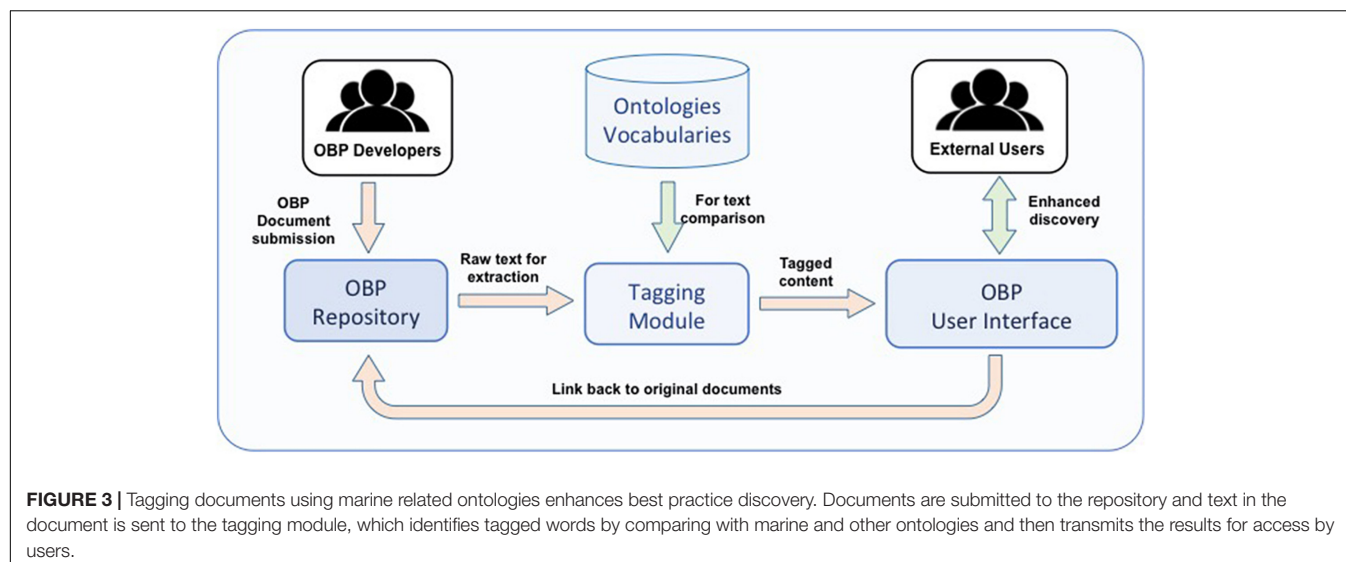 OBP Developers
Ontologies
Vocabularies
External Users
OBP
Document
submission
For text
comparison
Enhanced
discovery
OBP
Repository
Raw text for
extraction
Tagging
Module
Tagged
content
OBP
User Interface
Link back to original documents
FIGURE 3 | Tagging documents using marine related ontologies enhances best practice discovery. Documents are submitted to the repository and text in the
document is sent to the tagging module, which identifies tagged words by comparing with marine and other ontologies and then transmits the results for access by
users.